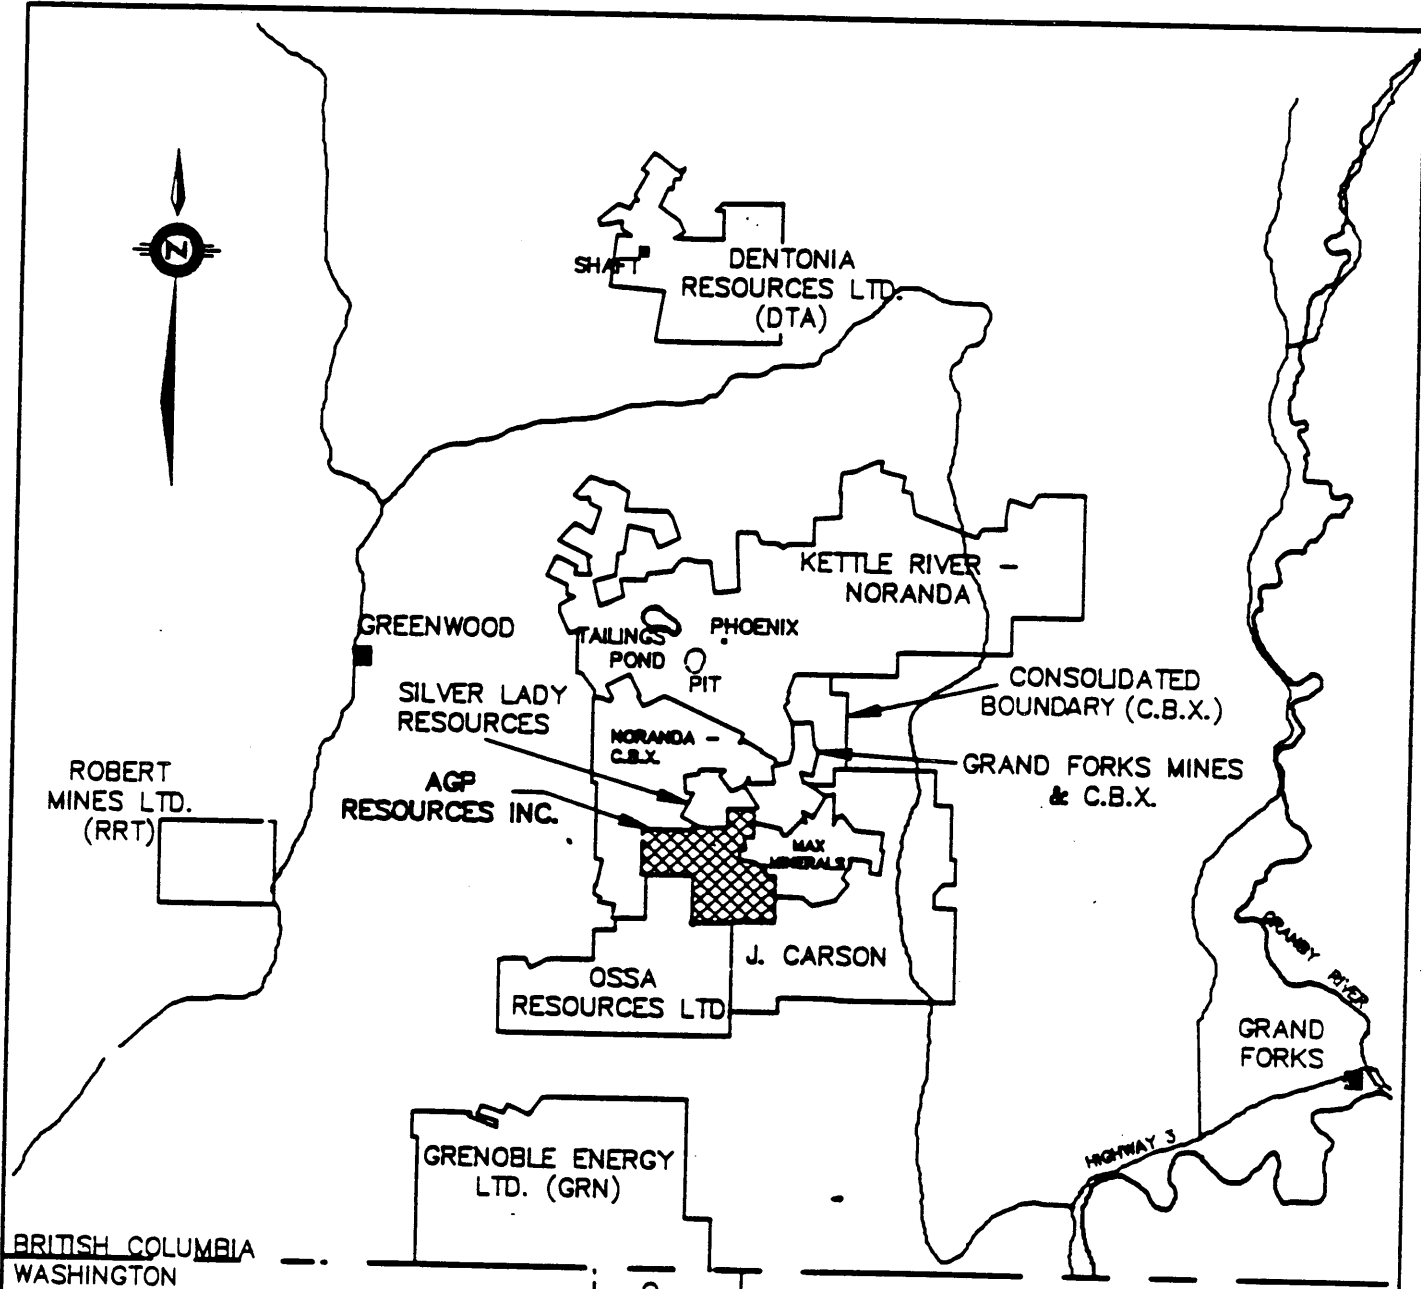 N
SHAFT
DENTONIA
RESOURCES LTD.
(DTA)
KETTLE RIVER –
NORANDA
GREENWOOD
TAILINGS
POND
PHOENIX
PIT
SILVER LADY
RESOURCES
NORANDA –
C.B.X.
CONSOLIDATED
BOUNDARY (C.B.X.)
GRAND FORKS MINES
& C.B.X.
ROBERT
MINES LTD.
(RRT)
AGP
RESOURCES INC.
MAX
MINERALS
J. CARSON
OSSA
RESOURCES LTD
GRANBY RIVER
GRAND
FORKS
HIGHWAY 3
GRENOBLE ENERGY
LTD. (GRN)
BRITISH COLUMBIA
WASHINGTON